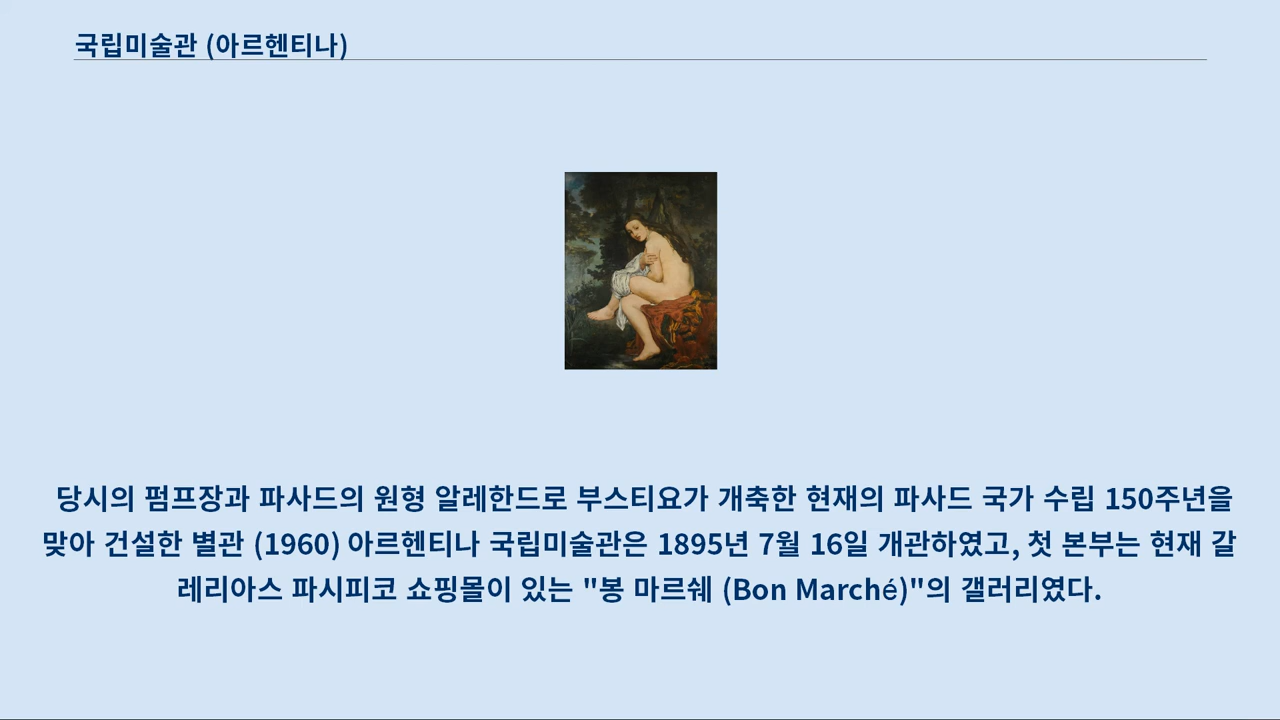 국립미술관 (아르헨티나)
당시의 펌프장과 파사드의 원형 알레한드로 부스티요가 개축한 현재의 파사드 국가 수립 150주년을
맞아 건설한 별관 (1960) 아르헨티나 국립미술관은 1895년 7월 16일 개관하였고, 첫 본부는 현재 갈
레리아스 파시피코 쇼핑몰이 있는 "봉 마르쉐 (Bon Marché)"의 갤러리였다.